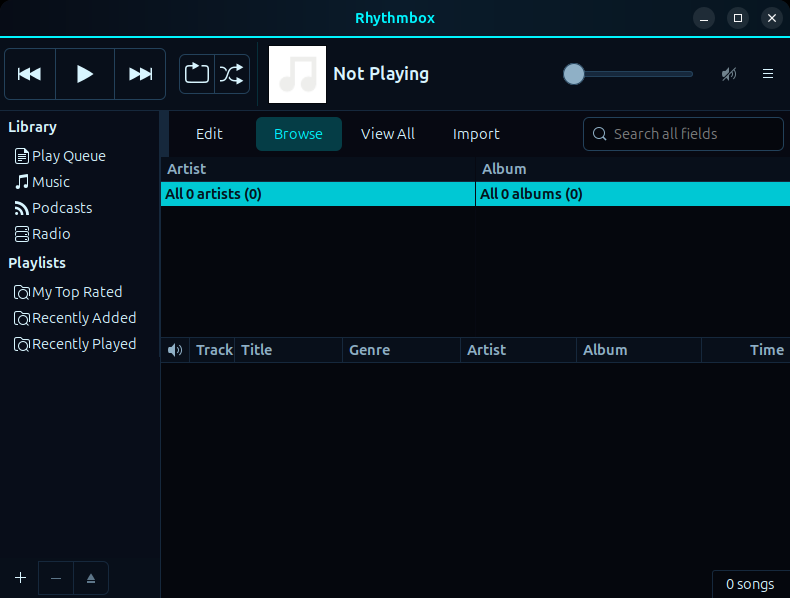 Rhythmbox
Not Playing
Library
Play Queue
Music
Podcasts
Radio
Playlists
My Top Rated
Recently Added
Recently Played
Edit Browse View All Import Search all fields
Artist Album
All 0 artists (0) All 0 albums (0)
Track Title Genre Artist Album Time
0 songs